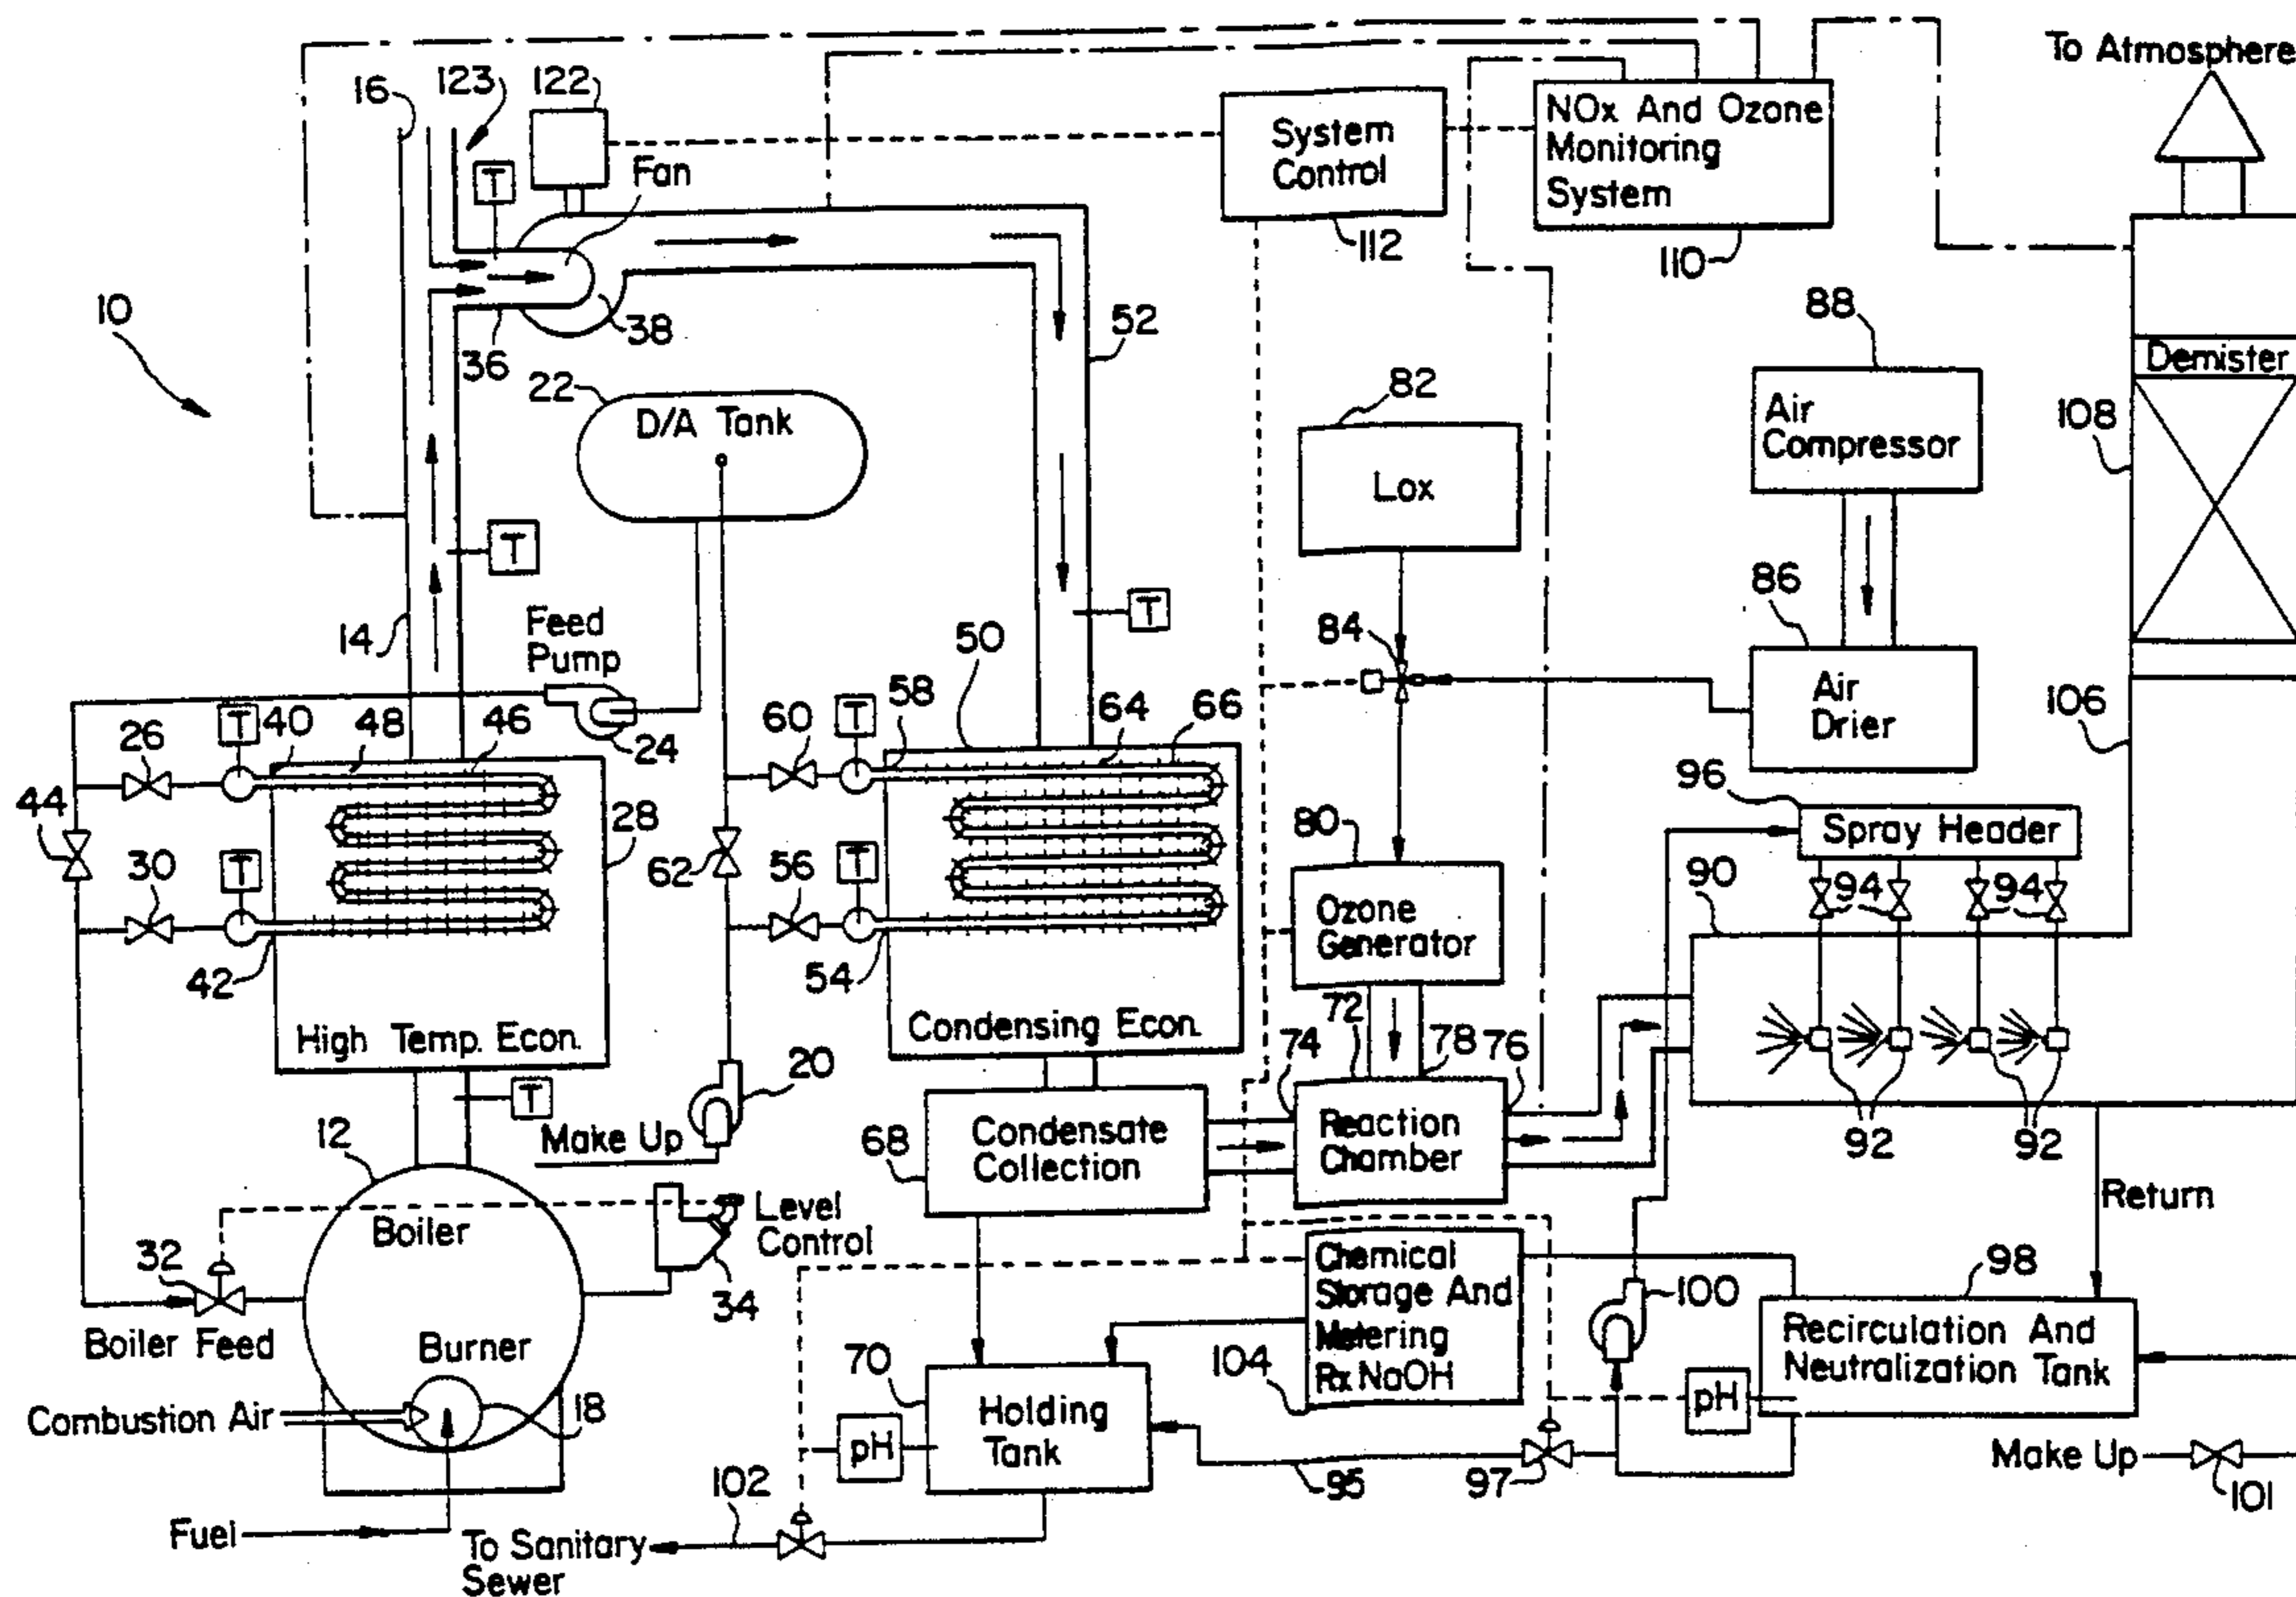 To Atmosphere
16
123
122
Fan
T
System
Control
112
NOx And Ozone
Monitoring
System
110
10
36
38
52
22
D/A Tank
82
Lox
88
Air
Compressor
Demister
108
T
14
Feed
Pump
24
T
50
84
86
Air
Drier
106
26
T
40
48
46
60
T
58
64
66
96
Spray Header
44
28
80
90
94
94
30
T
62
56
T
Ozone
Generator
42
54
High Temp. Econ.
Condensing Econ.
72
74
78
76
T
20
12
Make Up
68
Condensate
Collection
Reaction
Chamber
92
92
Boiler
Level
Control
Return
32
34
Chemical
Storage And
Metering
Rx NaOH
104
100
98
Recirculation And
Neutralization Tank
Boiler Feed
Burner
70
Holding
Tank
pH
pH
Combustion Air
18
95
97
Make Up
101
102
Fuel
To Sanitary
Sewer